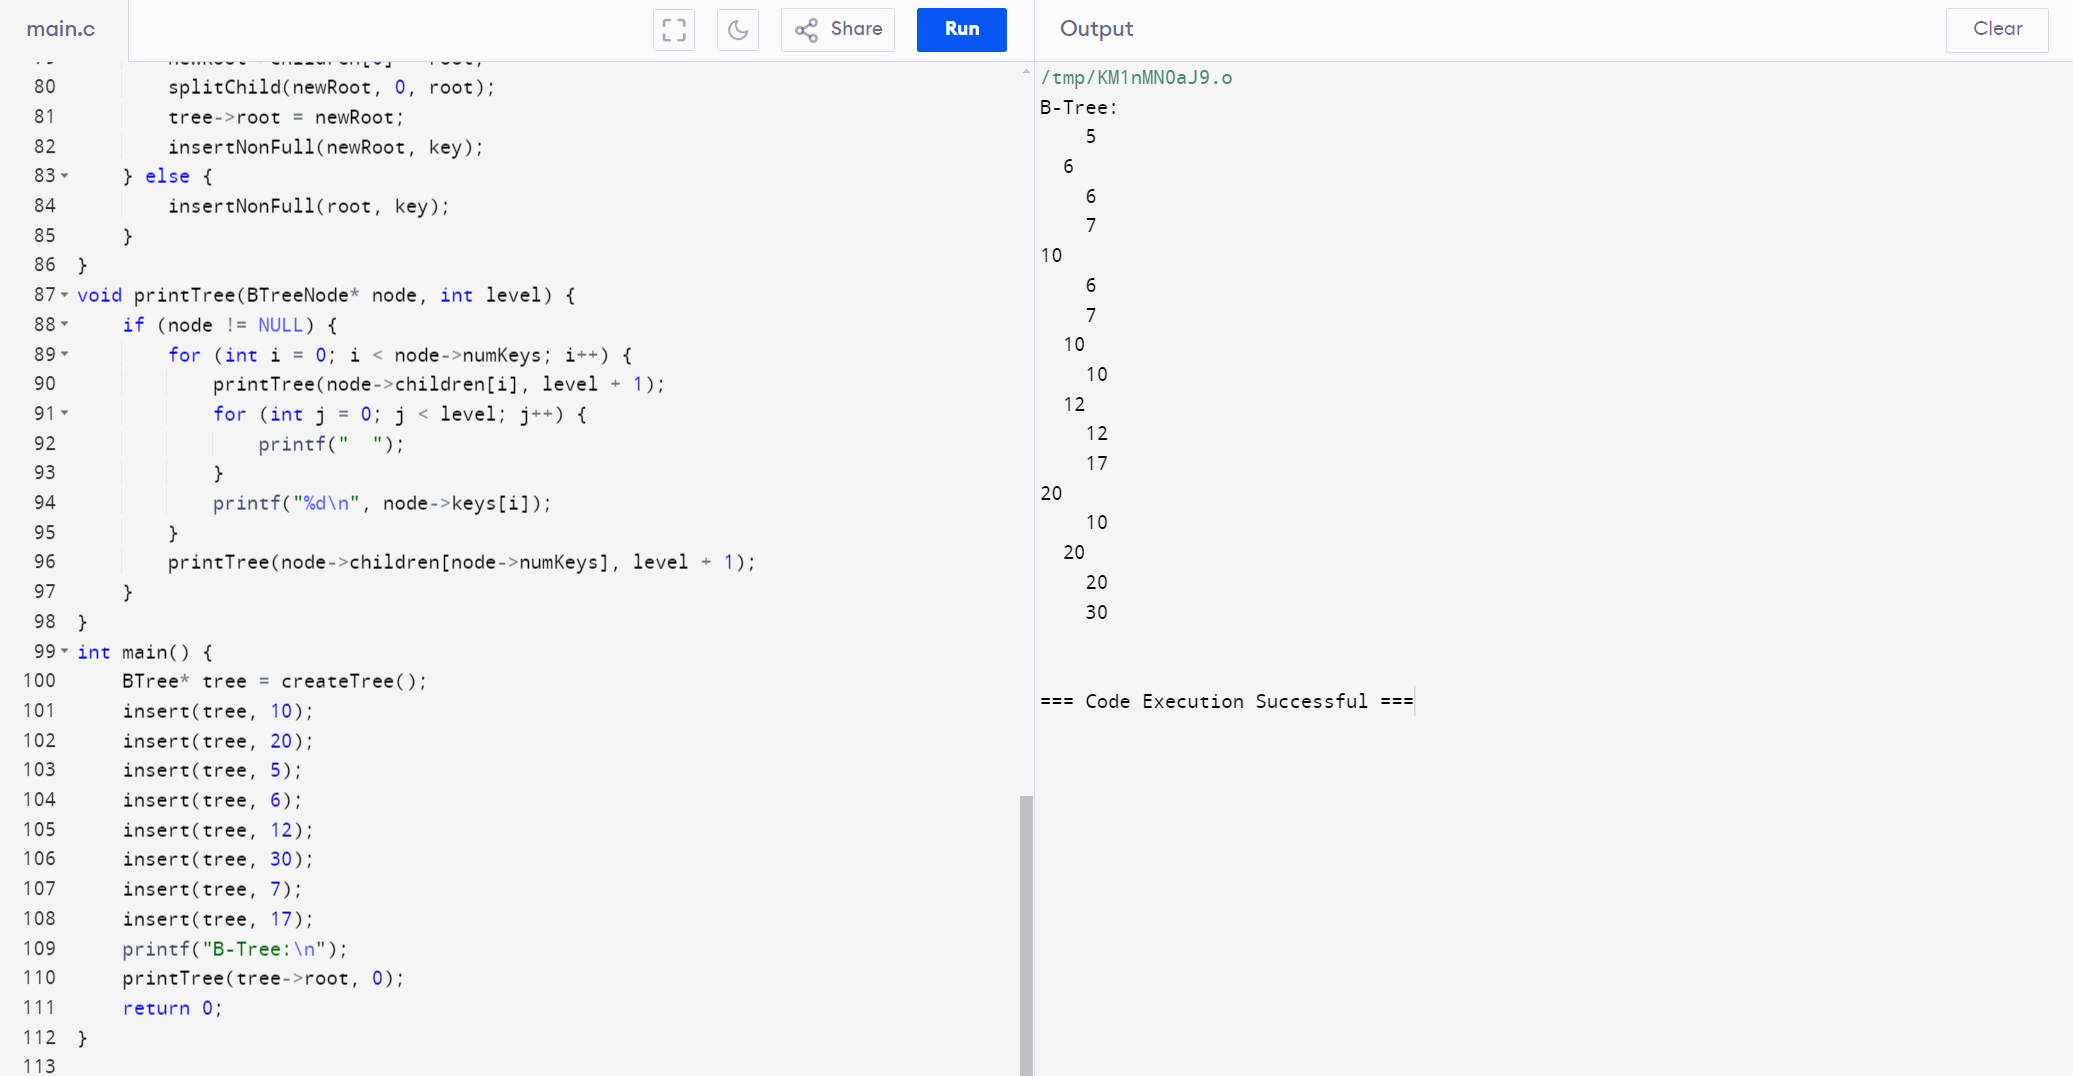 main.c
Share
Run
Output
Clear
80 splitChild(newRoot, 0, root);
81 tree->root = newRoot;
82 insertNonFull(newRoot, key);
83 } else {
84 insertNonFull(root, key);
85 }
86 }
87 void printTree(BTreeNode* node, int level) {
88 if (node != NULL) {
89 for (int i = 0; i < node->numKeys; i++) {
90 printTree(node->children[i], level + 1);
91 for (int j = 0; j < level; j++) {
92 printf("  ");
93 }
94 printf("%d\n", node->keys[i]);
95 }
96 printTree(node->children[node->numKeys], level + 1);
97 }
98 }
99 int main() {
100 BTree* tree = createTree();
101 insert(tree, 10);
102 insert(tree, 20);
103 insert(tree, 5);
104 insert(tree, 6);
105 insert(tree, 12);
106 insert(tree, 30);
107 insert(tree, 7);
108 insert(tree, 17);
109 printf("B-Tree:\n");
110 printTree(tree->root, 0);
111 return 0;
112 }
113
/tmp/KM1nMNOaJ9.o
B-Tree:
5
6
6
7
10
6
7
10
10
12
12
17
20
10
20
20
30
=== Code Execution Successful ===